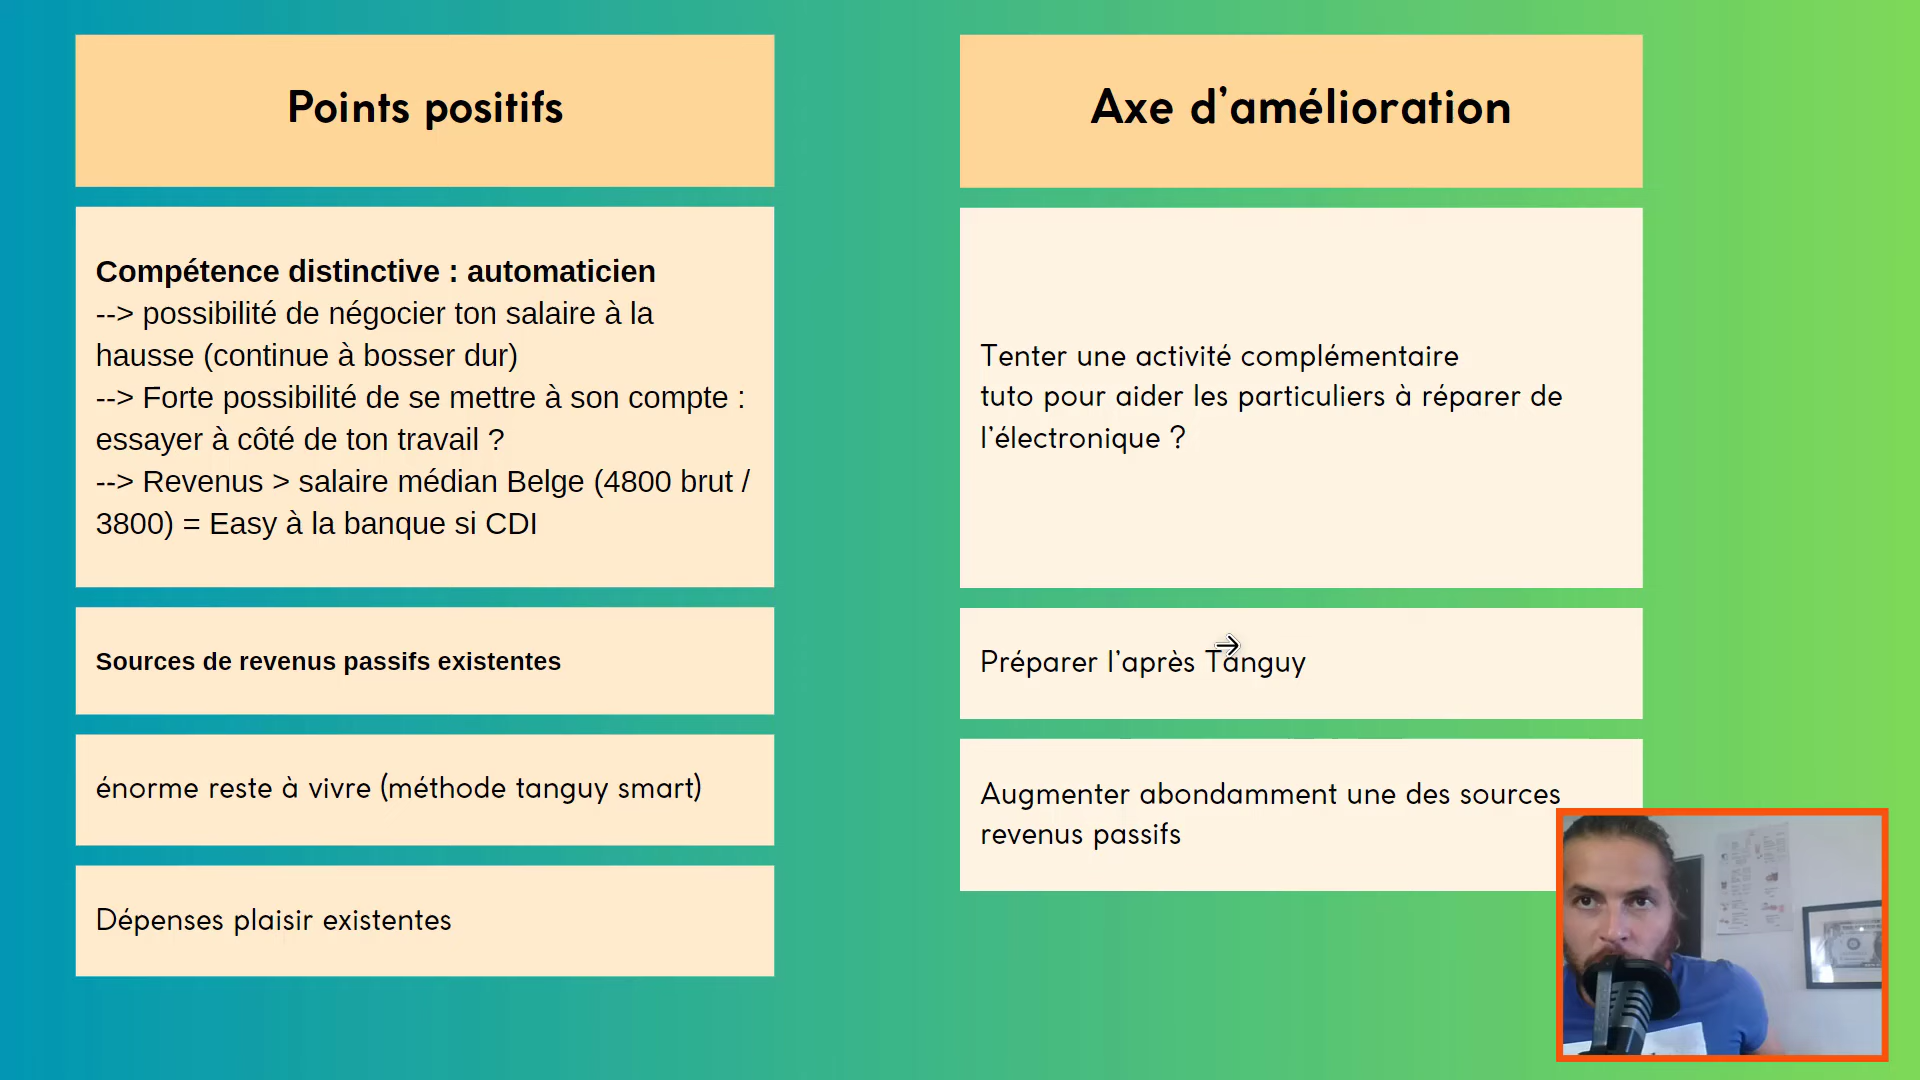 Points positifs
Compétence distinctive : automaticien
--> possibilité de négocier ton salaire à la
hausse (continue à bosser dur)
--> Forte possibilité de se mettre à son compte :
essayer à côté de ton travail ?
--> Revenus > salaire médian Belge (4800 brut /
3800) = Easy à la banque si CDI
Sources de revenus passifs existentes
énorme reste à vivre (méthode tanguy smart)
Dépenses plaisir existentes
Axe d'amélioration
Tenter une activité complémentaire
tuto pour aider les particuliers à réparer de
l'électronique ?
Préparer l'après Tanguy
Augmenter abondamment une des sources
revenus passifs